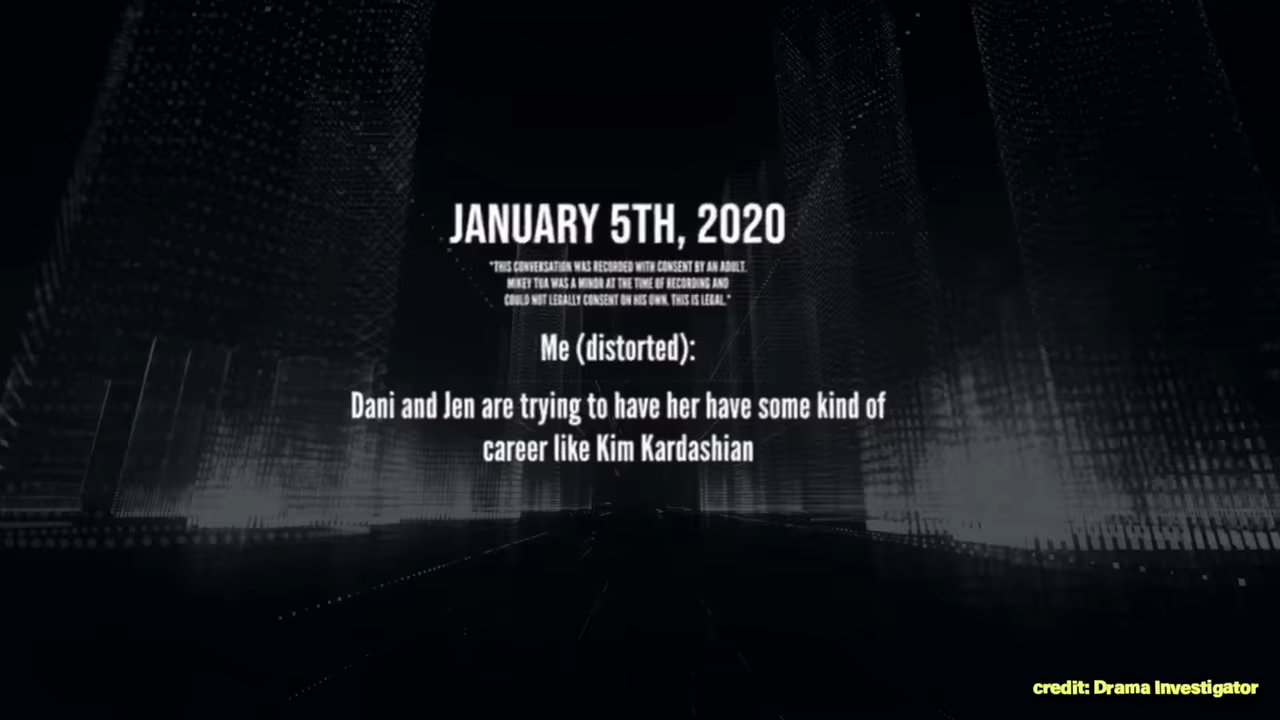 JANUARY 5TH, 2020
"THIS CONVERSATION WAS RECORDED WITH CONSENT BY AN ADULT.
MIKEY TUA WAS A MINOR AT THE TIME OF RECORDING AND
COULD NOT LEGALLY CONSENT ON HIS OWN. THIS IS LEGAL."
Me (distorted):
Dani and Jen are trying to have her have some kind of
career like Kim Kardashian
credit: Drama Investigator